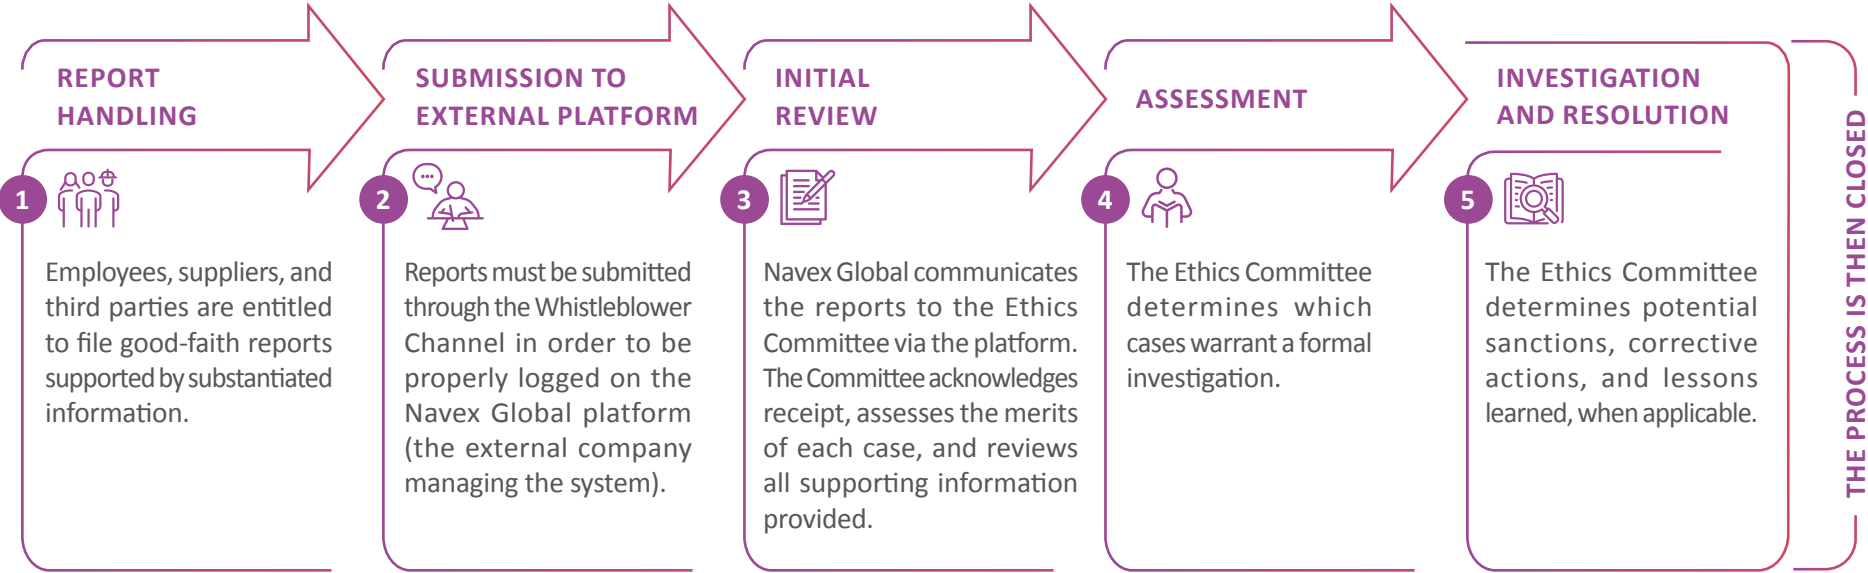 REPORT
HANDLING
1
Employees, suppliers, and
third parties are entitled
to file good-faith reports
supported by substantiated
information.
SUBMISSION TO
EXTERNAL PLATFORM
2
Reports must be submitted
through the Whistleblower
Channel in order to be
properly logged on the
Navex Global platform
(the external company
managing the system).
INITIAL
REVIEW
3
Navex Global communicates
the reports to the Ethics
Committee via the platform.
The Committee acknowledges
receipt, assesses the merits
of each case, and reviews
all supporting information
provided.
ASSESSMENT
4
The Ethics Committee
determines which
cases warrant a formal
investigation.
INVESTIGATION
AND RESOLUTION
5
The Ethics Committee
determines potential
sanctions, corrective
actions, and lessons
learned, when applicable.
THE PROCESS IS THEN CLOSED